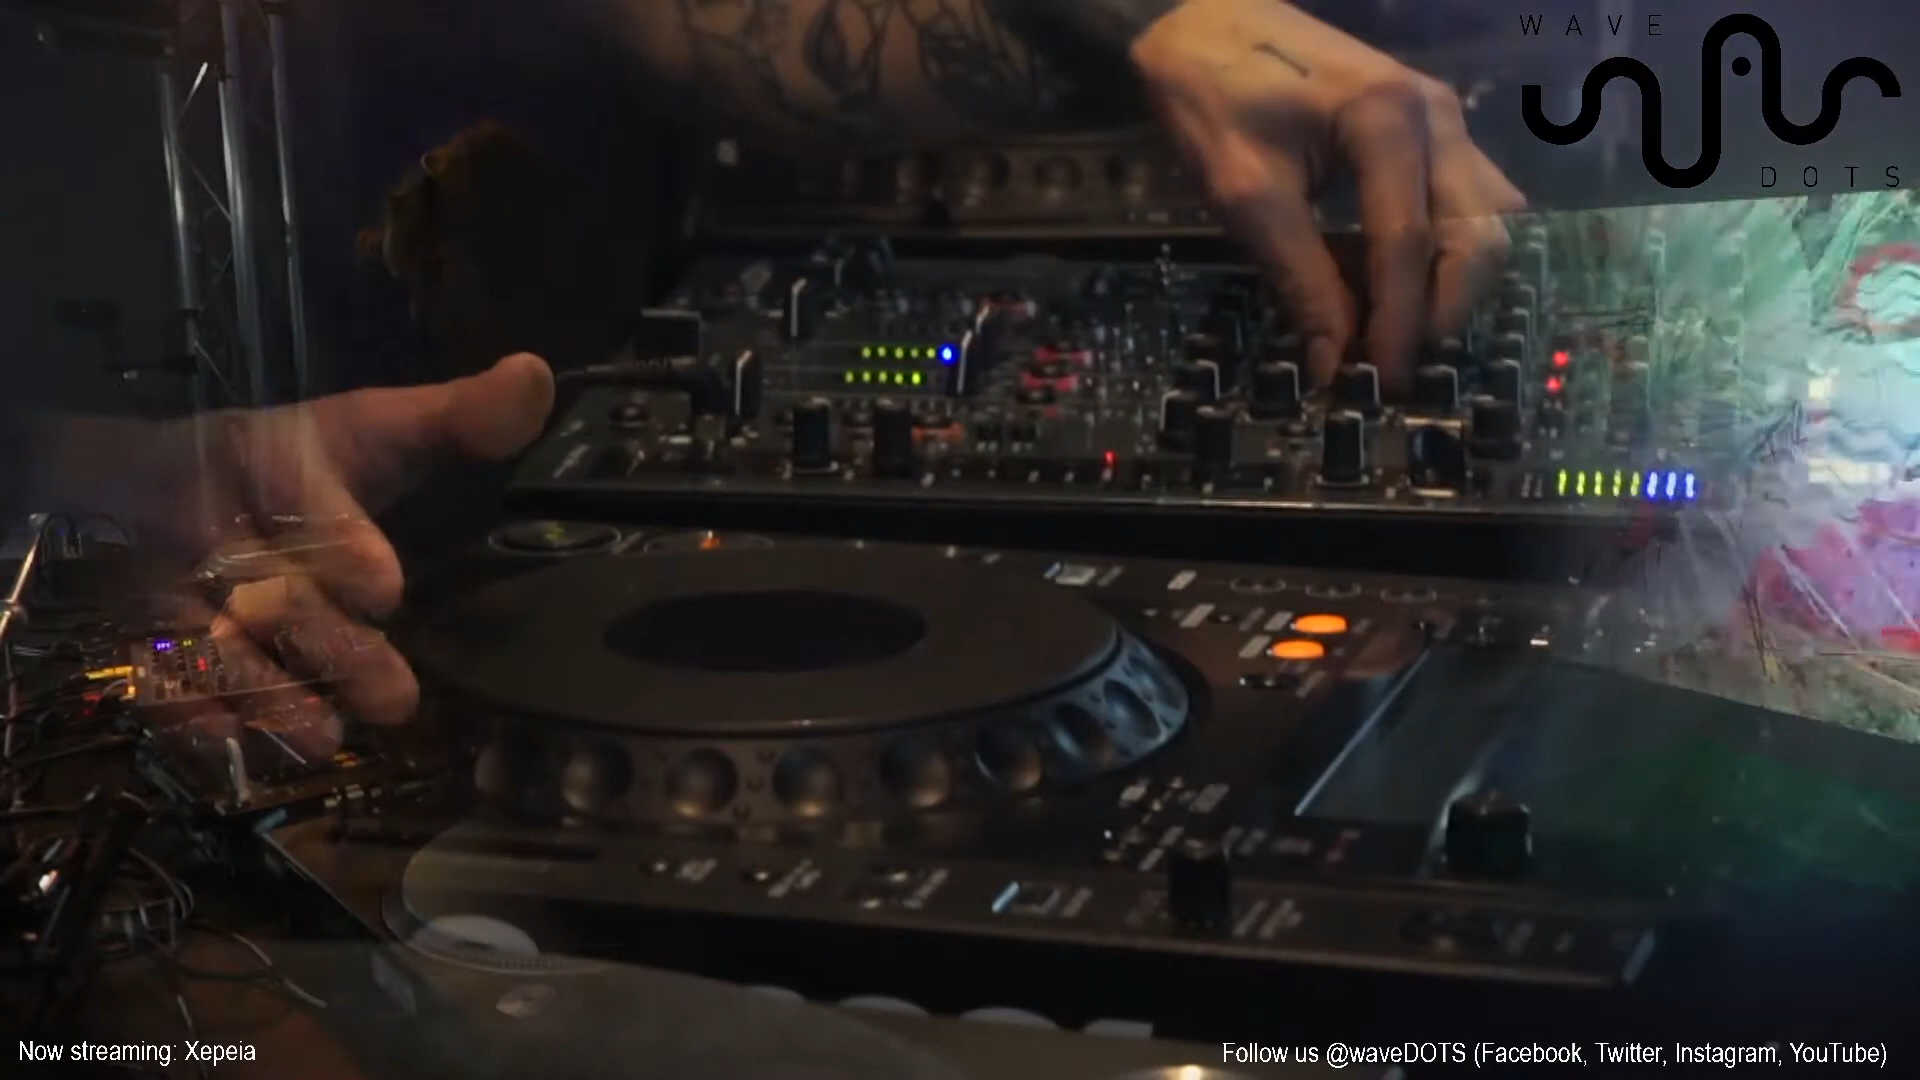 WAVE
DOTS
Now streaming: Xepeia
Follow us @waveDOTS (Facebook, Twitter, Instagram, YouTube)